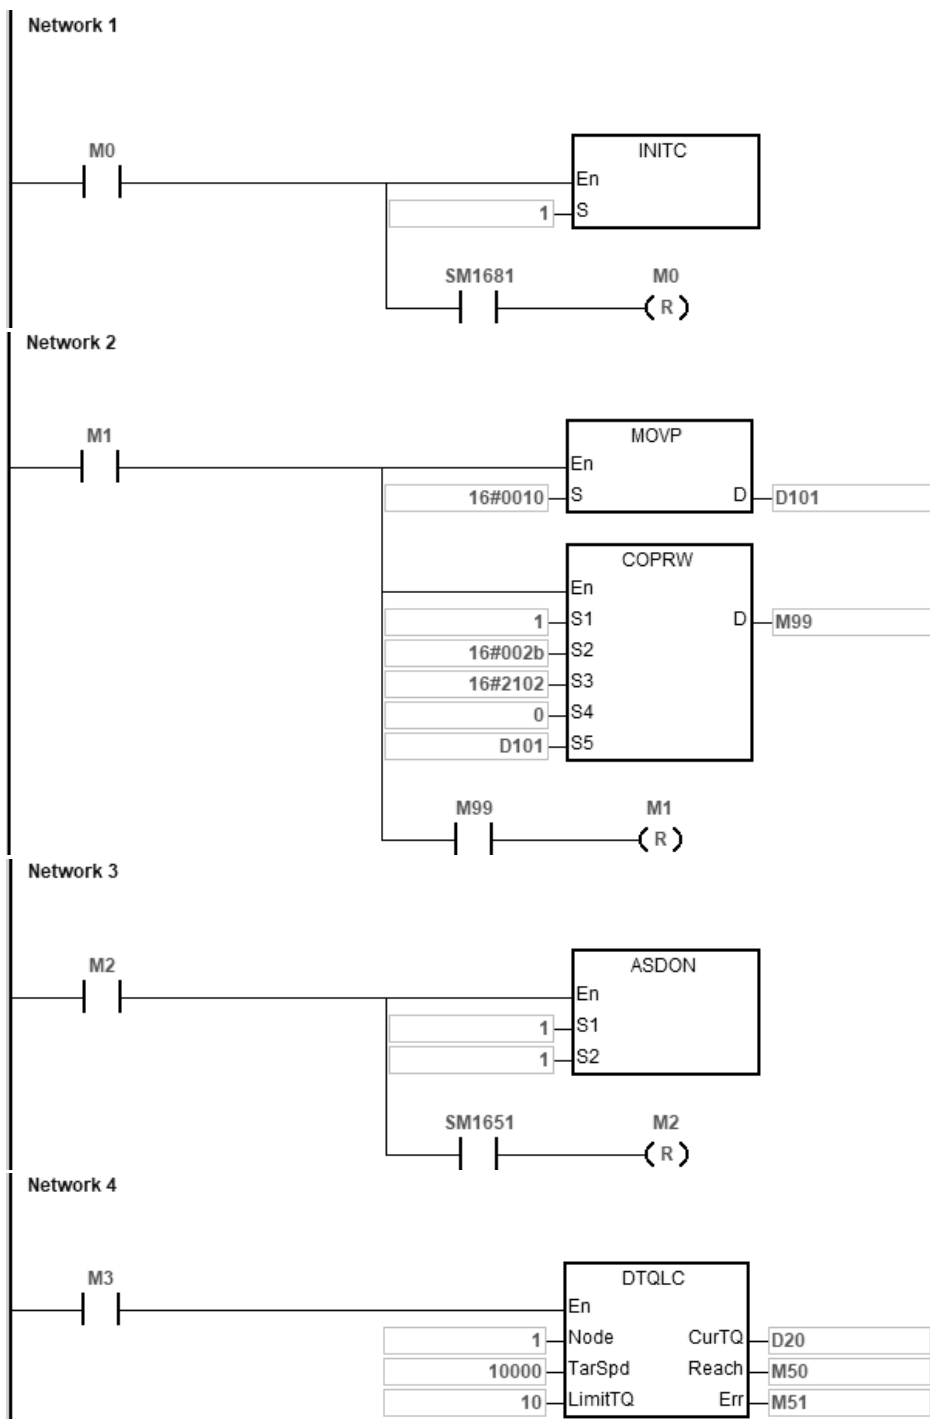 Network 1
M0
INITC
En
1 S
SM1681 M0
R
Network 2
M1
MOVP
En
16#0010 S D D101
COPRW
En
1 S1 D M99
16#002b S2
16#2102 S3
0 S4
D101 S5
M99 M1
R
Network 3
M2
ASDON
En
1 S1
1 S2
SM1651 M2
R
Network 4
M3
DTQLC
En
1 Node CurTQ D20
10000 TarSpd Reach M50
10 LimitTQ Err M51